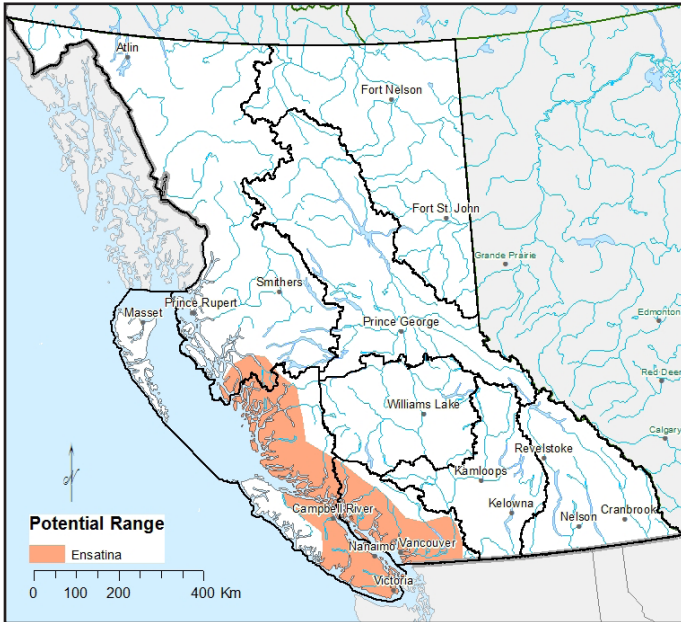 Atlin
Fort Nelson
Fort St. John
Grande Prairie
Smithers
Prince Rupert
Masset
Edmonton
Prince George
Red Deer
Williams Lake
Calgary
Revelstoke
Kamloops
N
Campbell River
Kelowna
Cranbrook
Nelson
Potential Range
Ensatina
Nanaimo
Vancouver
Victoria
0 100 200 400 Km